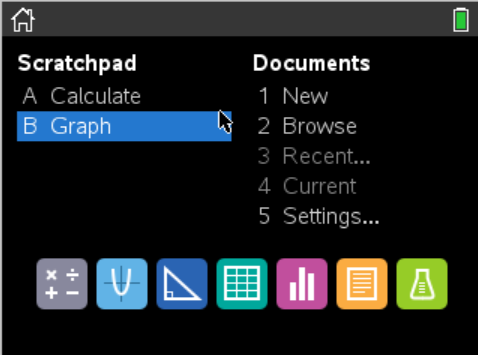 Scratchpad
A Calculate
B Graph
Documents
1 New
2 Browse
3 Recent...
4 Current
5 Settings...